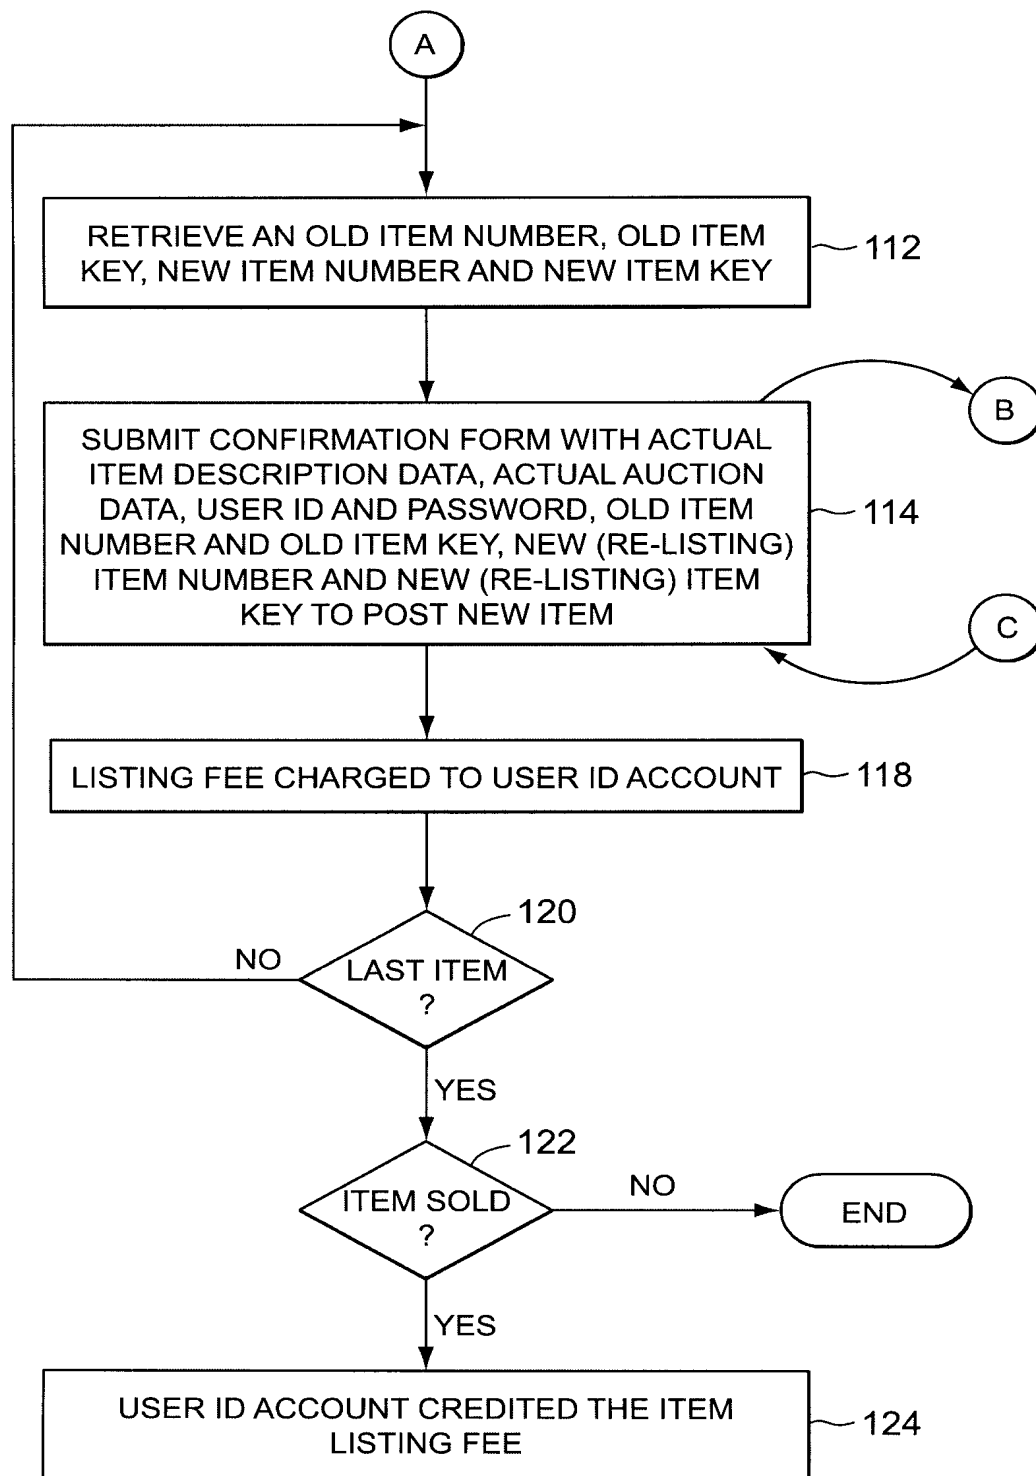 A
RETRIEVE AN OLD ITEM NUMBER, OLD ITEM
KEY, NEW ITEM NUMBER AND NEW ITEM KEY
112
B
SUBMIT CONFIRMATION FORM WITH ACTUAL
ITEM DESCRIPTION DATA, ACTUAL AUCTION
DATA, USER ID AND PASSWORD, OLD ITEM
NUMBER AND OLD ITEM KEY, NEW (RE-LISTING)
ITEM NUMBER AND NEW (RE-LISTING) ITEM
KEY TO POST NEW ITEM
114
C
LISTING FEE CHARGED TO USER ID ACCOUNT
118
120
NO
LAST ITEM
?
YES
122
ITEM SOLD
?
NO
END
YES
USER ID ACCOUNT CREDITED THE ITEM
LISTING FEE
124